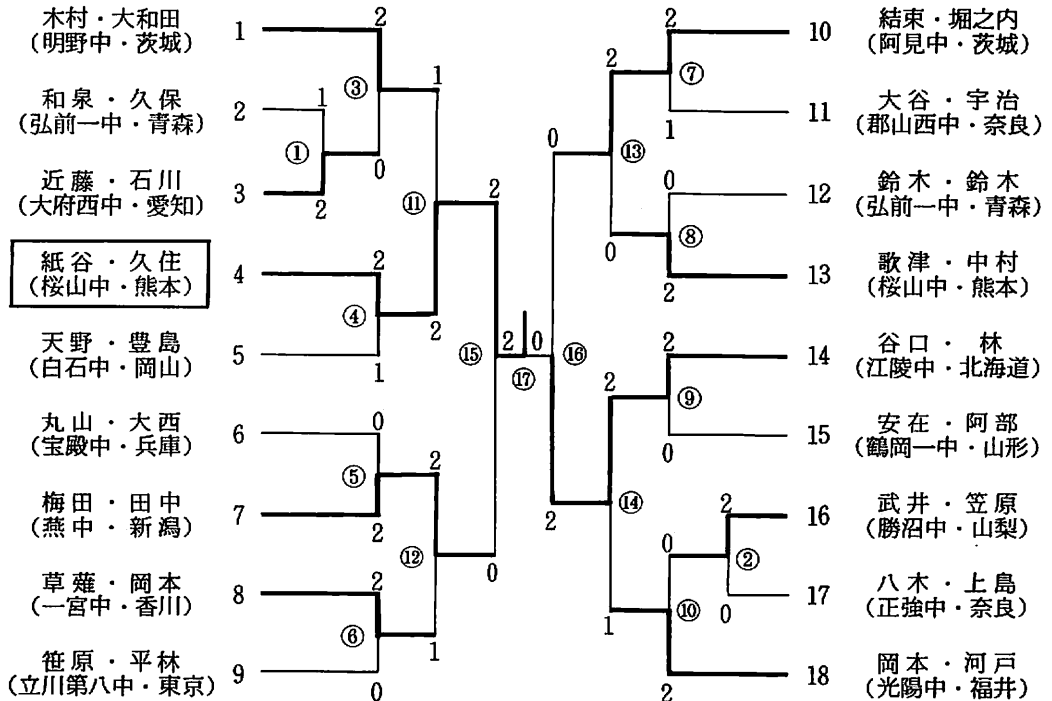 木村・大和田
(明野中・茨城)
1
和泉・久保
(弘前一中・青森)
2
近藤・石川
(大府西中・愛知)
3
紙谷・久住
(桜山中・熊本)
4
天野・豊島
(白石中・岡山)
5
丸山・大西
(宝殿中・兵庫)
6
梅田・田中
(燕中・新潟)
7
草薙・岡本
(一宮中・香川)
8
笹原・平林
(立川第八中・東京)
9
2
③
1
1
①
0
2
⑪
2
2
④
2
1
0
⑤
2
2
⑫
0
2
⑥
1
0
⑮
2
0
⑰
⑯
0
2
2
⑬
0
2
⑦
1
0
⑧
2
2
⑭
1
2
⑨
0
0
⑩
2
2
②
0
10
結束・堀之内
(阿見中・茨城)
11
大谷・宇治
(郡山西中・奈良)
12
鈴木・鈴木
(弘前一中・青森)
13
歌津・中村
(桜山中・熊本)
14
谷口・林
(江陵中・北海道)
15
安在・阿部
(鶴岡一中・山形)
16
武井・笠原
(勝沼中・山梨)
17
八木・上島
(正強中・奈良)
18
岡本・河戸
(光陽中・福井)